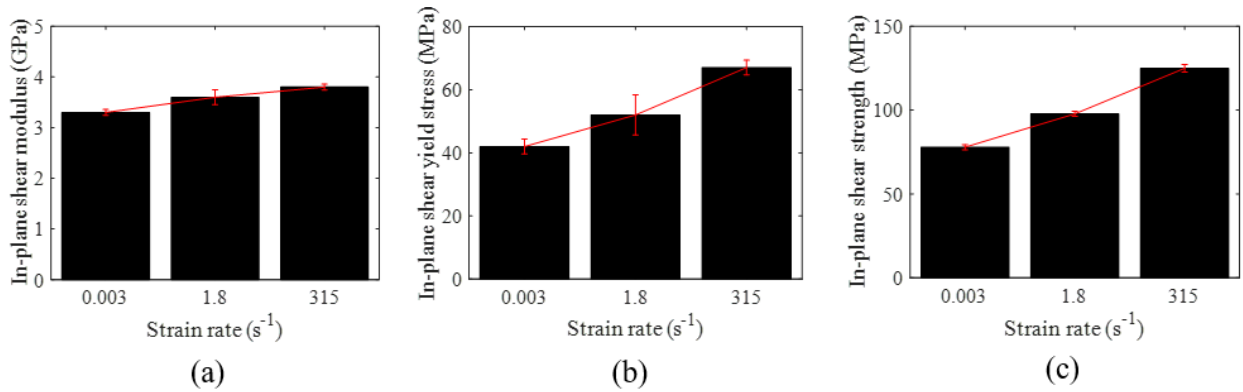 In-plane shear modulus (GPa)
5
4
3
2
1
0
0.003 1.8 315
Strain rate (s⁻¹)
(a)
In-plane shear yield stress (MPa)
80
60
40
20
0
0.003 1.8 315
Strain rate (s⁻¹)
(b)
In-plane shear strength (MPa)
150
100
50
0
0.003 1.8 315
Strain rate (s⁻¹)
(c)